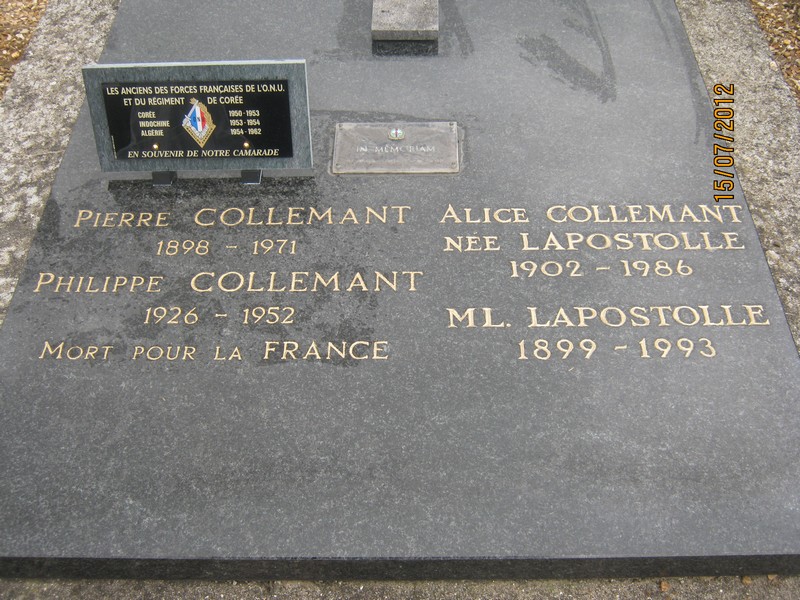 LES ANCIENS DES FORCES FRANÇAISES DE L'O.N.U.
ET DU RÉGIMENT DE CORÉE
CORÉE 1950-1953
INDOCHINE 1953-1954
ALGÉRIE 1954-1962
EN SOUVENIR DE NOTRE CAMARADE
IN MEMORIAM
PIERRE COLLEMANT
1898 - 1971
PHILIPPE COLLEMANT
1926 - 1952
MORT POUR LA FRANCE
ALICE COLLEMANT
NÉE LAPOSTOLLE
1902 - 1986
ML. LAPOSTOLLE
1899 - 1993
15/07/2012